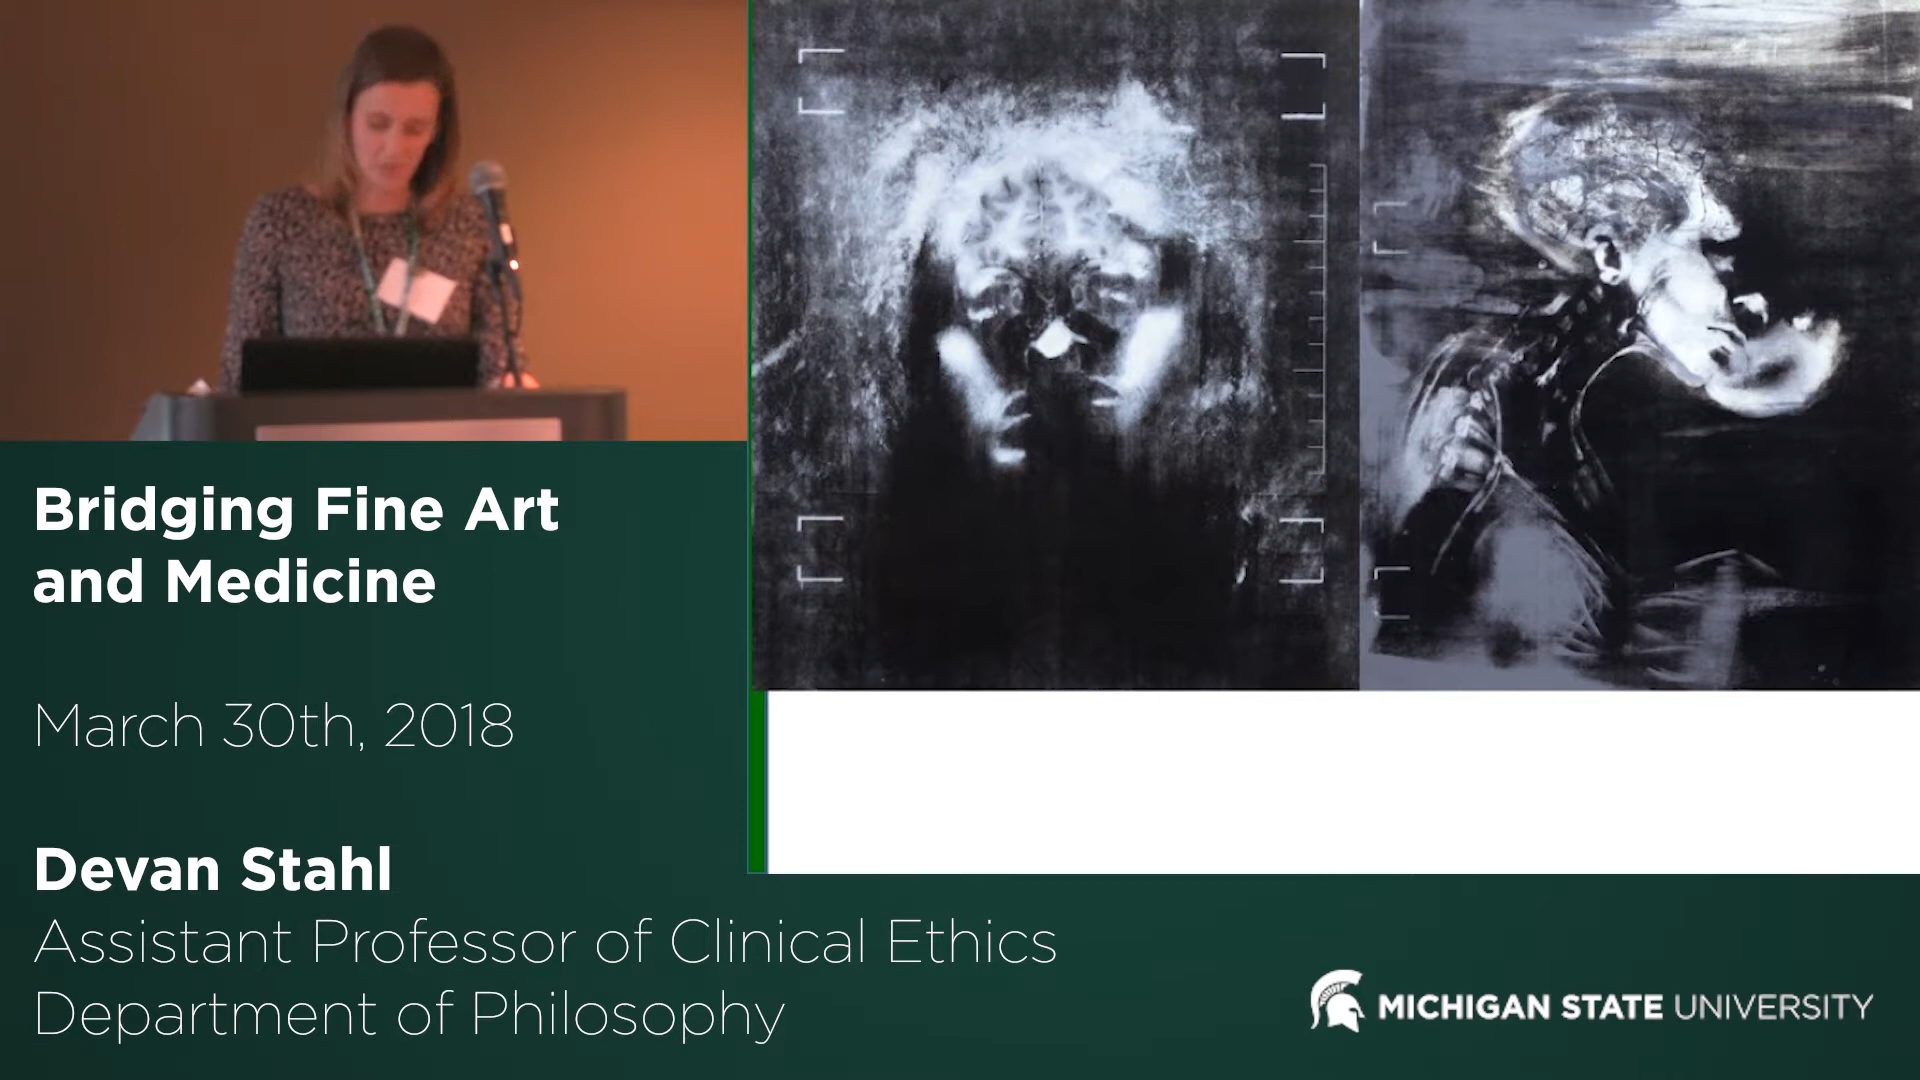 Bridging Fine Art
and Medicine
March 30th, 2018
Devan Stahl
Assistant Professor of Clinical Ethics
Department of Philosophy
MICHIGAN STATE UNIVERSITY